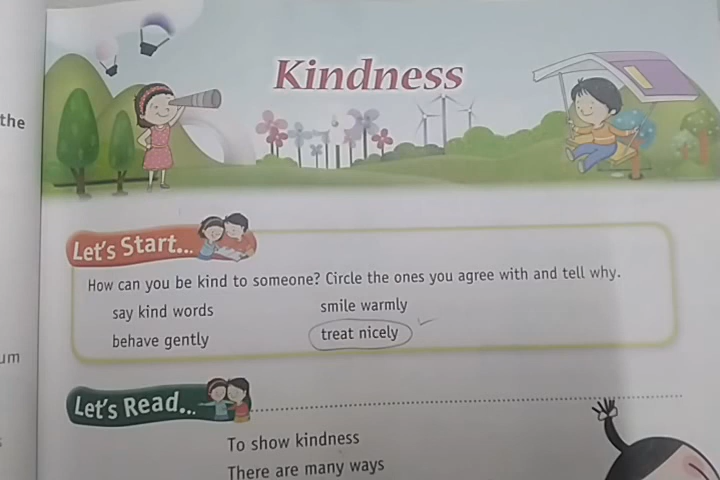 the
Kindness
Let's Start...
How can you be kind to someone? Circle the ones you agree with and tell why.
say kind words
smile warmly
behave gently
treat nicely
um
Let's Read...
To show kindness
There are many ways